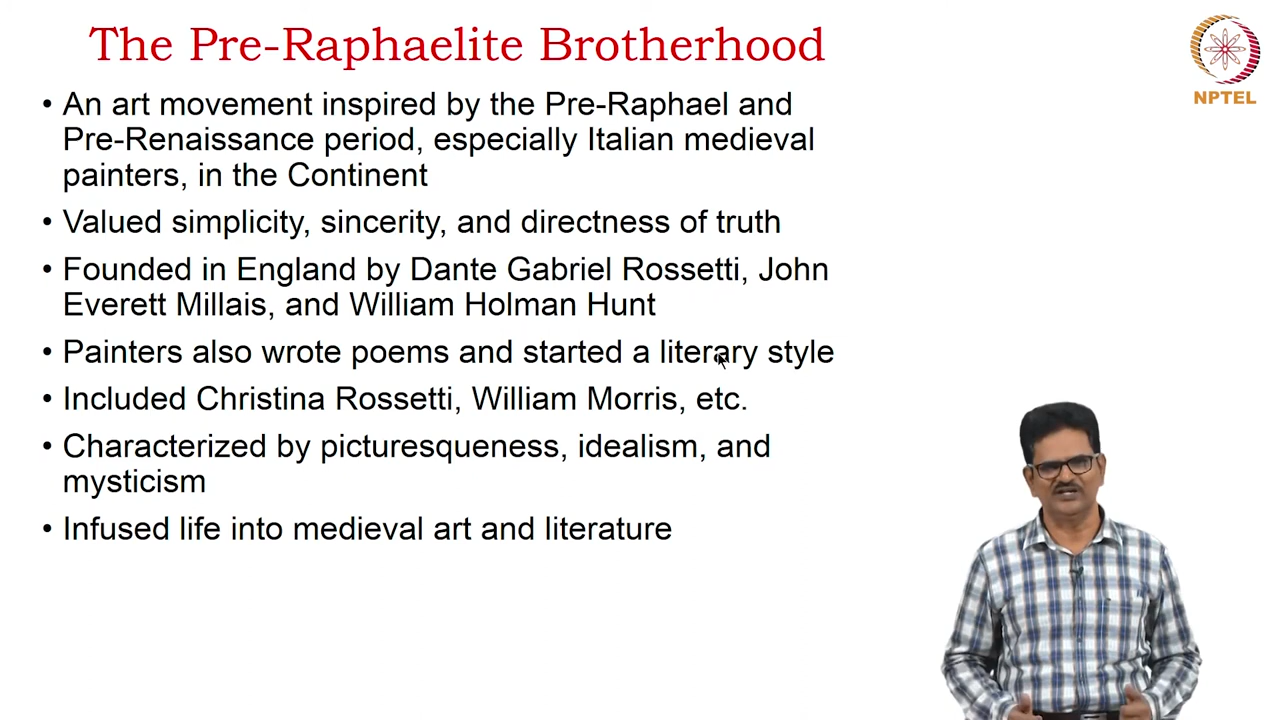 The Pre-Raphaelite Brotherhood
NPTEL
• An art movement inspired by the Pre-Raphael and
Pre-Renaissance period, especially Italian medieval
painters, in the Continent
• Valued simplicity, sincerity, and directness of truth
• Founded in England by Dante Gabriel Rossetti, John
Everett Millais, and William Holman Hunt
• Painters also wrote poems and started a literary style
• Included Christina Rossetti, William Morris, etc.
• Characterized by picturesqueness, idealism, and
mysticism
• Infused life into medieval art and literature